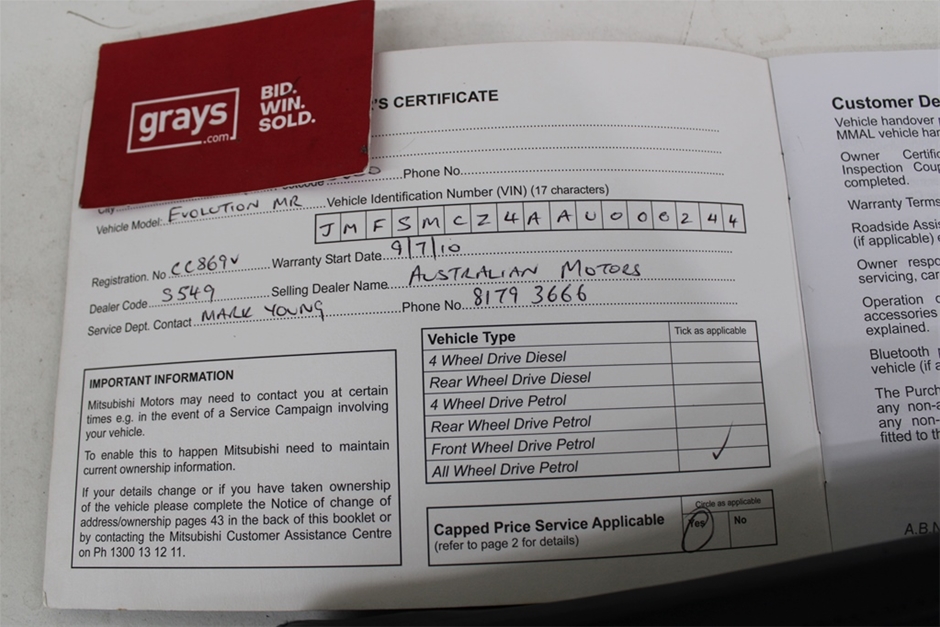 grays
.com
BID.
WIN.
SOLD.
'S CERTIFICATE
Phone No.
Vehicle Model: EVOLUTION MR Vehicle Identification Number (VIN) (17 characters)
J M F S M C Z 4 A A U 0 0 0 2 4 4
Registration. No CC869V Warranty Start Date 9/7/10
Dealer Code S549 Selling Dealer Name AUSTRALIAN MOTORS
Service Dept. Contact MARK YOUNG Phone No. 8179 3666
IMPORTANT INFORMATION
Mitsubishi Motors may need to contact you at certain
times e.g. in the event of a Service Campaign involving
your vehicle.
To enable this to happen Mitsubishi need to maintain
current ownership information.
If your details change or if you have taken ownership
of the vehicle please complete the Notice of change of
address/ownership pages 43 in the back of this booklet or
by contacting the Mitsubishi Customer Assistance Centre
on Ph 1300 13 12 11.
Vehicle Type Tick as applicable
4 Wheel Drive Diesel
Rear Wheel Drive Diesel
4 Wheel Drive Petrol
Rear Wheel Drive Petrol
Front Wheel Drive Petrol
All Wheel Drive Petrol
Capped Price Service Applicable
(refer to page 2 for details)
Circle as applicable
Yes No
Customer De
Vehicle handover
MMAL vehicle har
Owner Certific
Inspection Coup
completed.
Warranty Terms
Roadside Assis
(if applicable)
Owner respo
servicing, car
Operation
accessories
explained.
Bluetooth
vehicle (if a
The Purch
any non-a
any non-
fitted to th
A.B.N